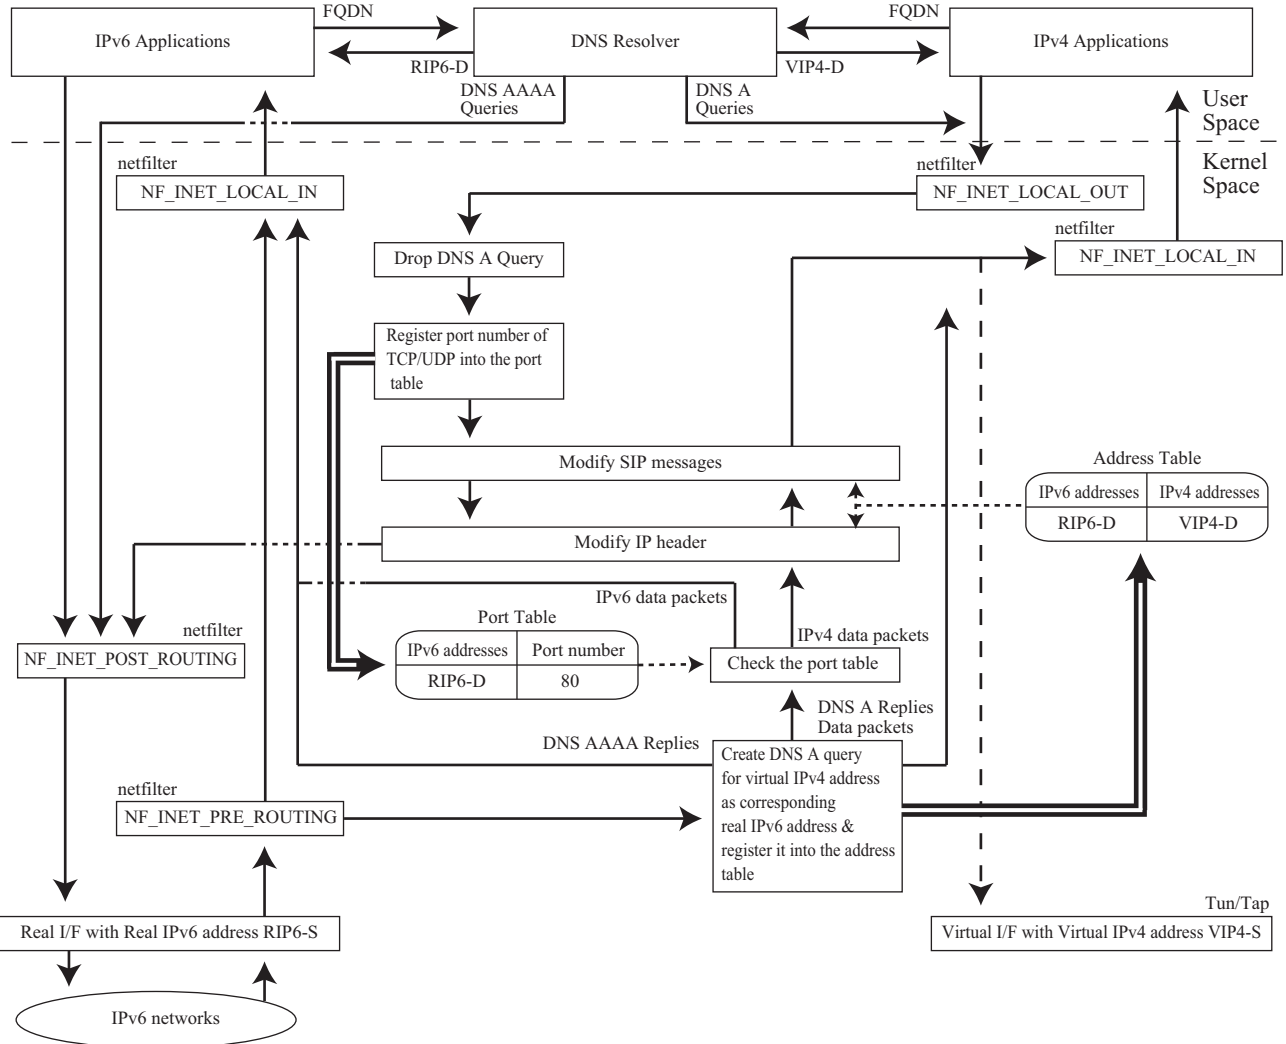 FQDN
FQDN
IPv6 Applications
DNS Resolver
IPv4 Applications
RIP6-D
VIP4-D
DNS AAAA
Queries
DNS A
Queries
User
Space
Kernel
Space
netfilter
NF_INET_LOCAL_IN
netfilter
NF_INET_LOCAL_OUT
netfilter
NF_INET_LOCAL_IN
Drop DNS A Query
Register port number of
TCP/UDP into the port
table
Modify SIP messages
Address Table
IPv6 addresses
IPv4 addresses
RIP6-D
VIP4-D
Modify IP header
IPv6 data packets
Port Table
IPv4 data packets
netfilter
NF_INET_POST_ROUTING
IPv6 addresses
Port number
RIP6-D
80
Check the port table
DNS A Replies
Data packets
DNS AAAA Replies
Create DNS A query
for virtual IPv4 address
as corresponding
real IPv6 address &
register it into the address
table
netfilter
NF_INET_PRE_ROUTING
Tun/Tap
Real I/F with Real IPv6 address RIP6-S
Virtual I/F with Virtual IPv4 address VIP4-S
IPv6 networks